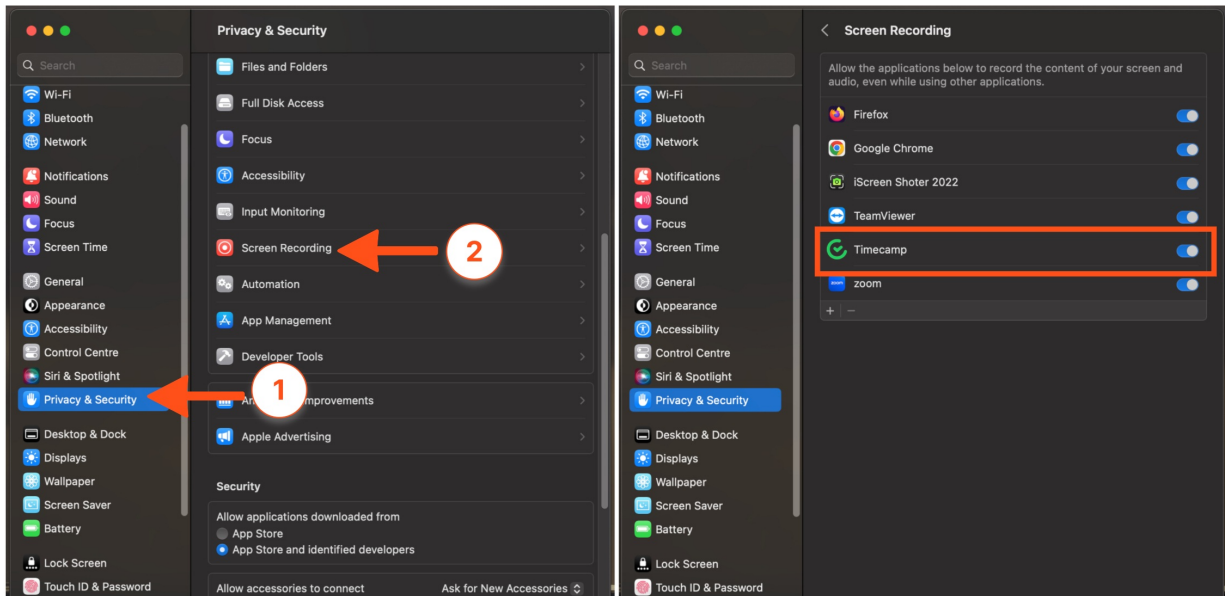 Privacy & Security
Search
Wi-Fi
Bluetooth
Network
Notifications
Sound
Focus
Screen Time
General
Appearance
Accessibility
Control Centre
Siri & Spotlight
Privacy & Security
Desktop & Dock
Displays
Wallpaper
Screen Saver
Battery
Lock Screen
Touch ID & Password
Files and Folders
Full Disk Access
Focus
Accessibility
Input Monitoring
Screen Recording
2
Automation
App Management
Developer Tools
1
Apple Advertising
Security
Allow applications downloaded from
App Store
App Store and identified developers
Allow accessories to connect
Ask for New Accessories
Screen Recording
Search
Wi-Fi
Bluetooth
Network
Notifications
Sound
Focus
Screen Time
General
Appearance
Accessibility
Control Centre
Siri & Spotlight
Privacy & Security
Desktop & Dock
Displays
Wallpaper
Screen Saver
Battery
Lock Screen
Touch ID & Password
Allow the applications below to record the content of your screen and
audio, even while using other applications.
Firefox
Google Chrome
iScreen Shoter 2022
TeamViewer
Timecamp
zoom
+ −